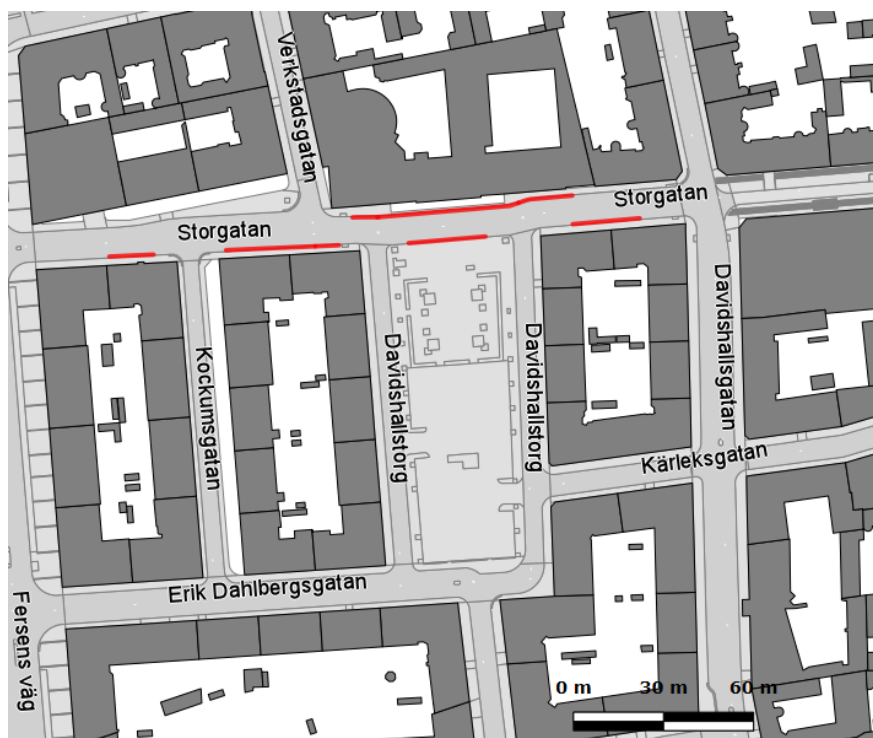 Verkstadsgatan
Storgatan
Storgatan
Kockumsgatan
Davidshallstorg
Davidshallstorg
Davidshallsgatan
Kärleksgatan
Erik Dahlbergsgatan
Fersens väg
0 m 30 m 60 m